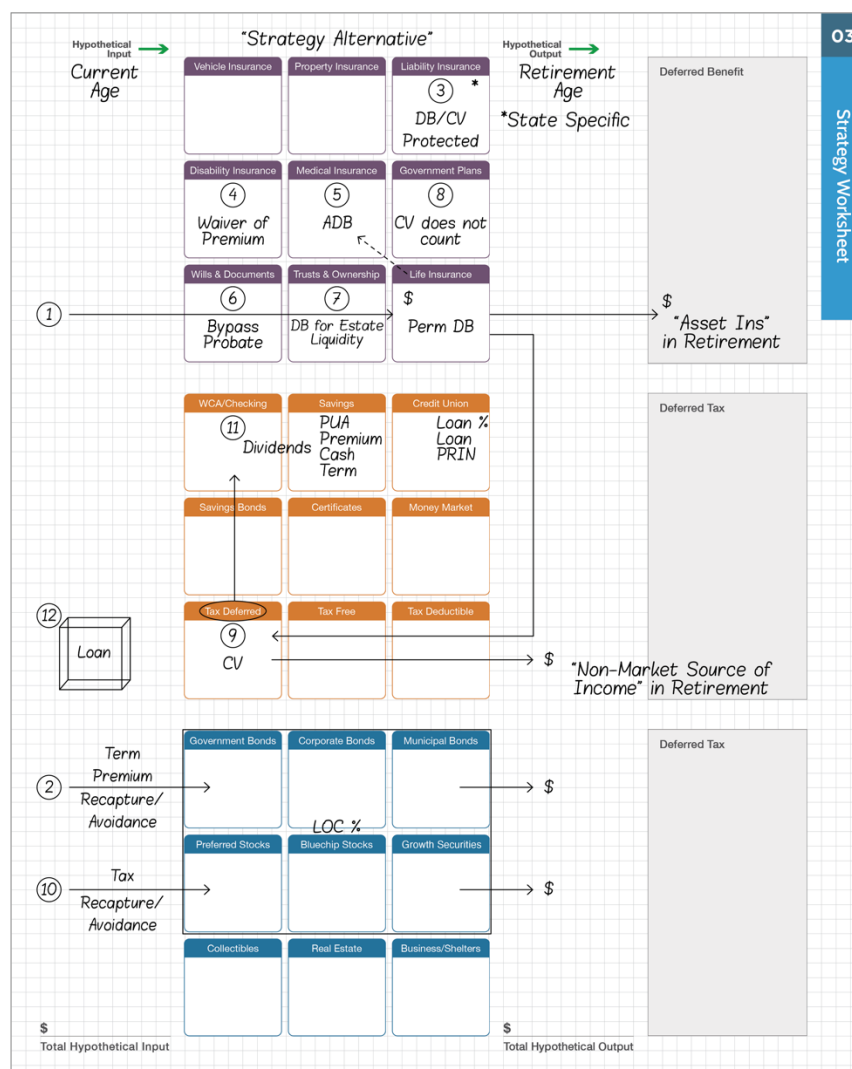 Hypothetical
Input
Current
Age
"Strategy Alternative"
Hypothetical
Output
Retirement
Age
*State Specific
03
Strategy Worksheet
Vehicle Insurance
Property Insurance
Liability Insurance
3 *
DB/CV
Protected
Deferred Benefit
Disability Insurance
4
Waiver of
Premium
Medical Insurance
5
ADB
Government Plans
8
CV does not
count
1
Wills & Documents
6
Bypass
Probate
Trusts & Ownership
7
DB for Estate
Liquidity
Life Insurance
$
Perm DB
$
"Asset Ins"
in Retirement
WCA/Checking
11
Dividends
Savings
PUA
Premium
Cash
Term
Credit Union
Loan %
Loan
PRIN
Deferred Tax
Savings Bonds
Certificates
Money Market
12
Loan
Tax Deferred
9
CV
Tax Free
Tax Deductible
$
"Non-Market Source of
Income" in Retirement
2
Term
Premium
Recapture/
Avoidance
Government Bonds
Corporate Bonds
Municipal Bonds
$
Deferred Tax
LOC %
10
Tax
Recapture/
Avoidance
Preferred Stocks
Bluechip Stocks
Growth Securities
$
Collectibles
Real Estate
Business/Shelters
$
Total Hypothetical Input
$
Total Hypothetical Output